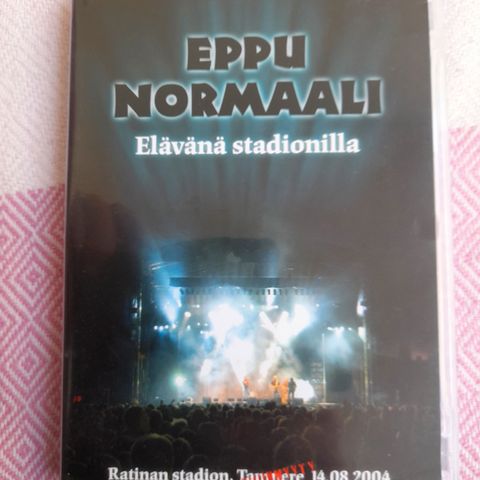 EPPU
NORMAALI
Elävänä stadionilla
Ratinan stadion, Tampere 14.08.2004